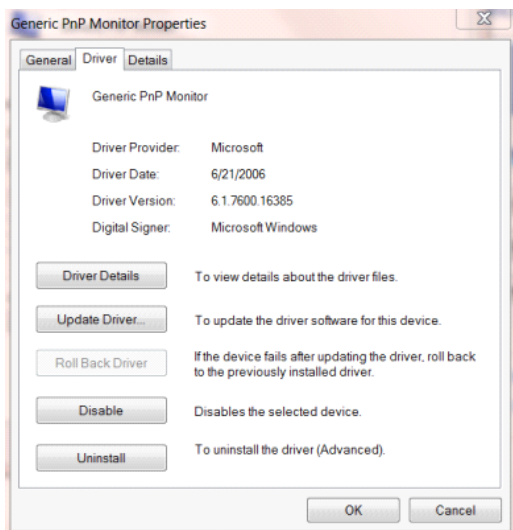 Generic PnP Monitor Properties
General Driver Details
Generic PnP Monitor
Driver Provider: Microsoft
Driver Date: 6/21/2006
Driver Version: 6.1.7600.16385
Digital Signer: Microsoft Windows
Driver Details To view details about the driver files.
Update Driver... To update the driver software for this device.
Roll Back Driver If the device fails after updating the driver, roll back
to the previously installed driver.
Disable Disables the selected device.
Uninstall To uninstall the driver (Advanced).
OK Cancel